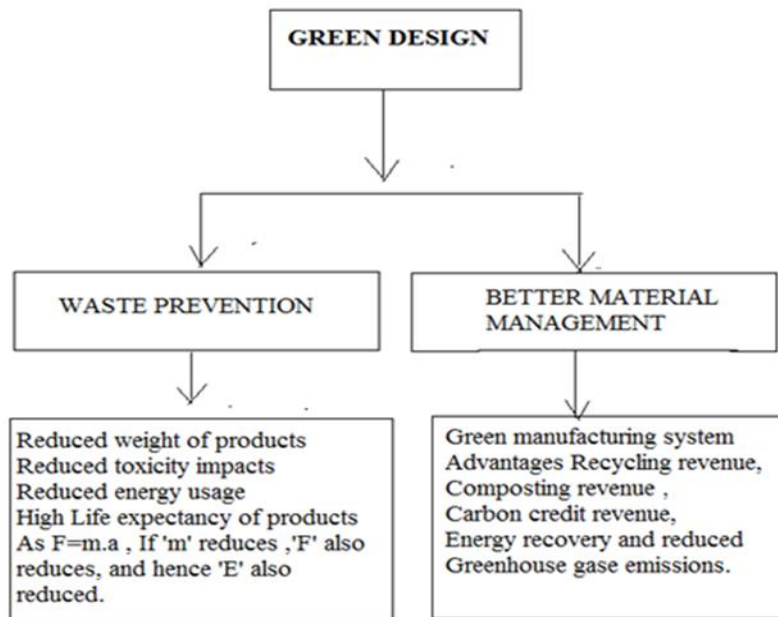 GREEN DESIGN
WASTE PREVENTION
BETTER MATERIAL
MANAGEMENT
Reduced weight of products
Reduced toxicity impacts
Reduced energy usage
High Life expectancy of products
As F=m.a , If 'm' reduces ,'F' also
reduces, and hence 'E' also
reduced.
Green manufacturing system
Advantages Recycling revenue,
Composting revenue ,
Carbon credit revenue,
Energy recovery and reduced
Greenhouse gase emissions.